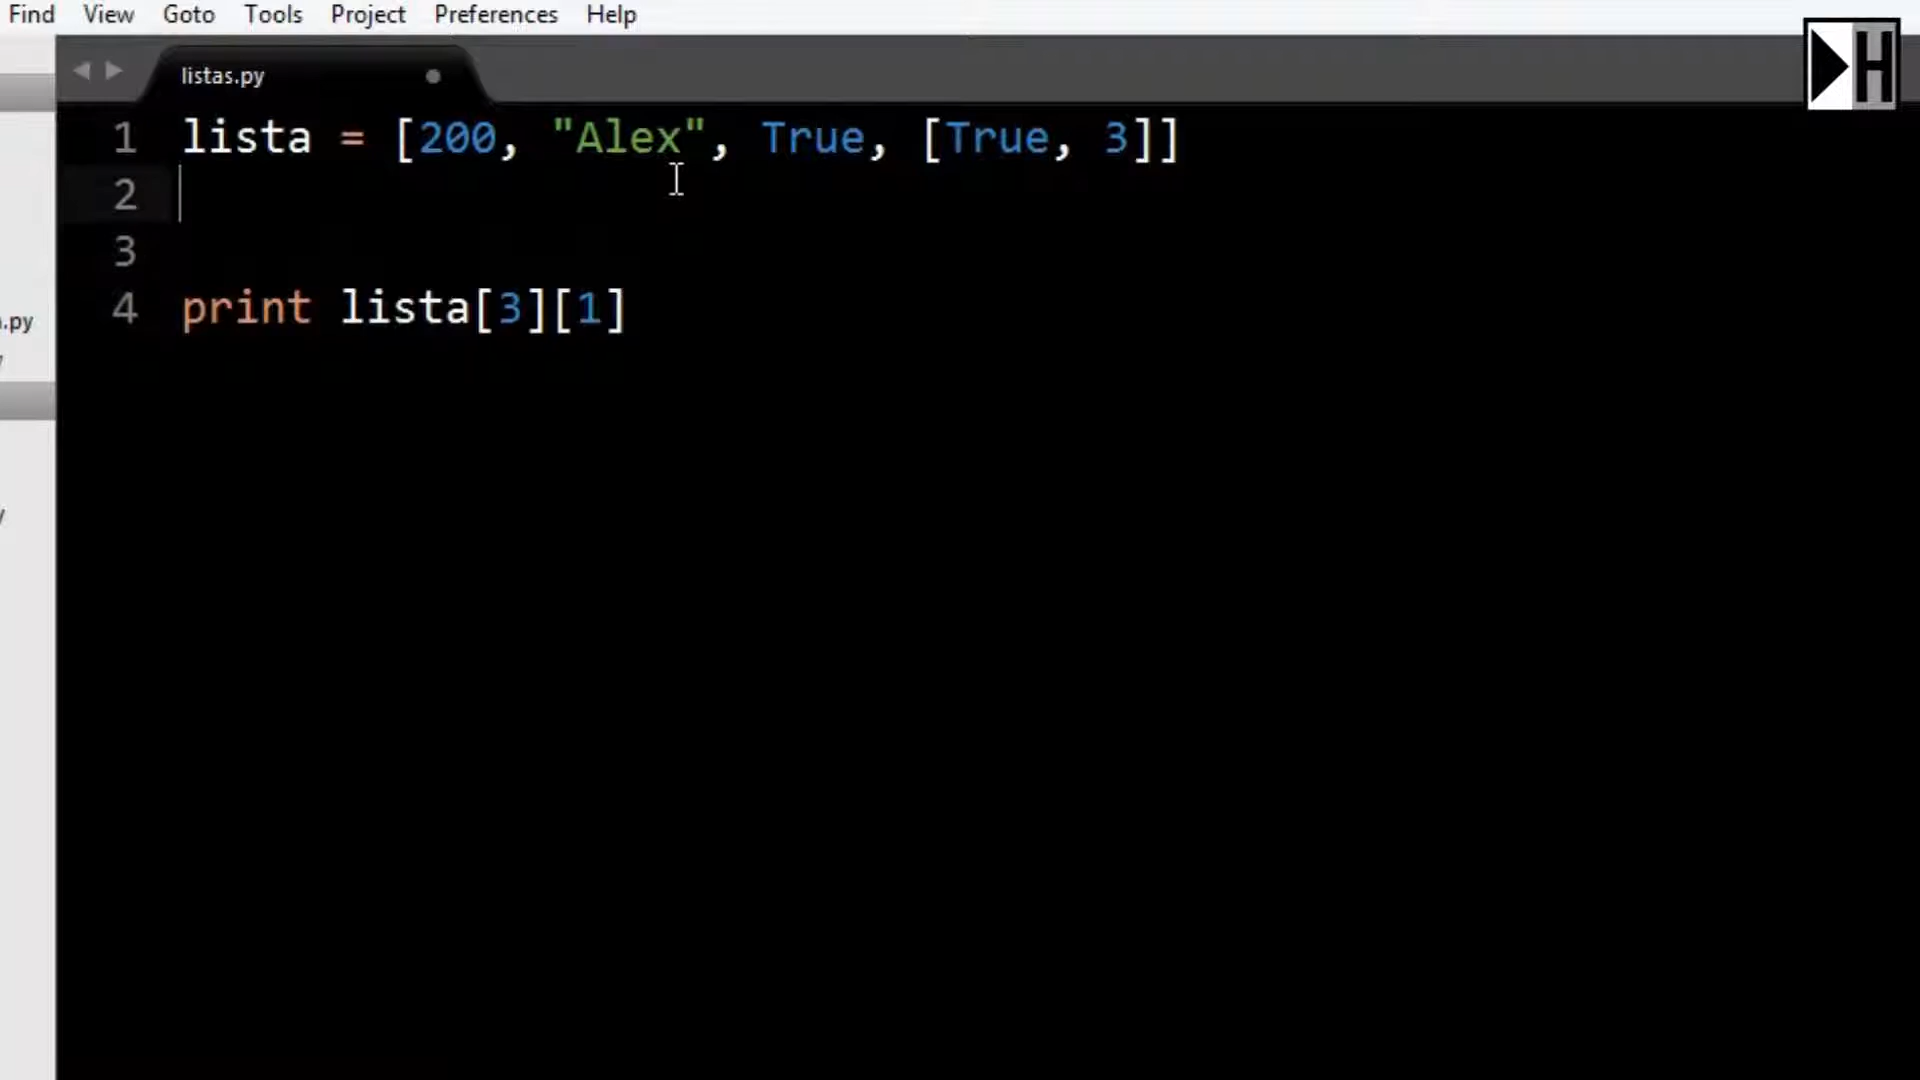 Find View Goto Tools Project Preferences Help
listas.py
1 lista = [200, "Alex", True, [True, 3]]
2
3
4 print lista[3][1]
.py
H